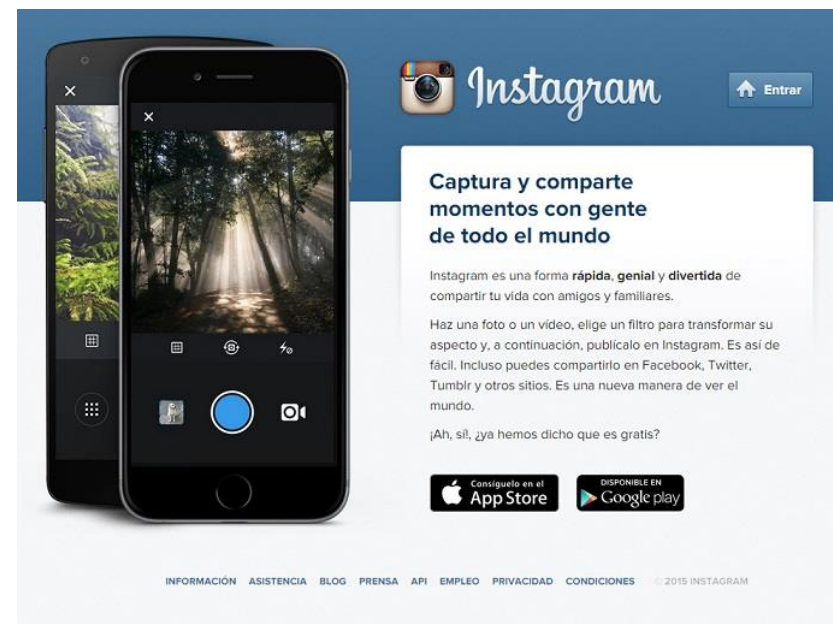 Instagram
Entrar
Captura y comparte
momentos con gente
de todo el mundo
Instagram es una forma rápida, genial y divertida de
compartir tu vida con amigos y familiares.
Haz una foto o un vídeo, elige un filtro para transformar su
aspecto y, a continuación, publícalo en Instagram. Es así de
fácil. Incluso puedes compartirlo en Facebook, Twitter,
Tumblr y otros sitios. Es una nueva manera de ver el
mundo.
¡Ah, sí!, ¿ya hemos dicho que es gratis?
Consíguelo en el
App Store
DISPONIBLE EN
Google play
INFORMACIÓN ASISTENCIA BLOG PRENSA API EMPLEO PRIVACIDAD CONDICIONES © 2015 INSTAGRAM